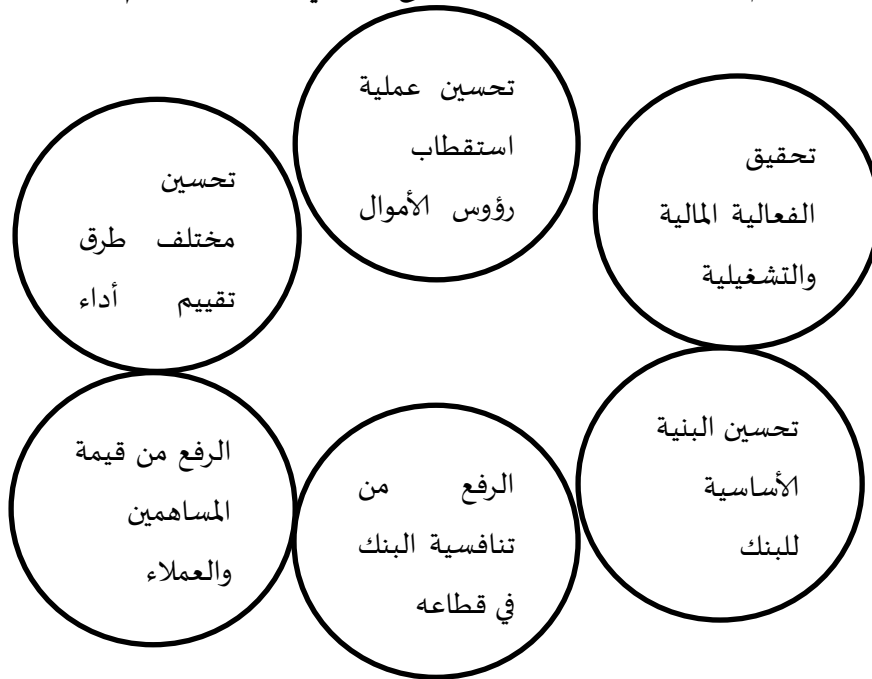 تحسين عملية
استقطاب
رؤوس الأموال
تحقيق
الفعالية المالية
والتشغيلية
تحسين
مختلف طرق
تقييم أداء
تحسين البنية
الأساسية
للبنك
الرفع من
تنافسية البنك
في قطاعه
الرفع من قيمة
المساهمين
والعملاء